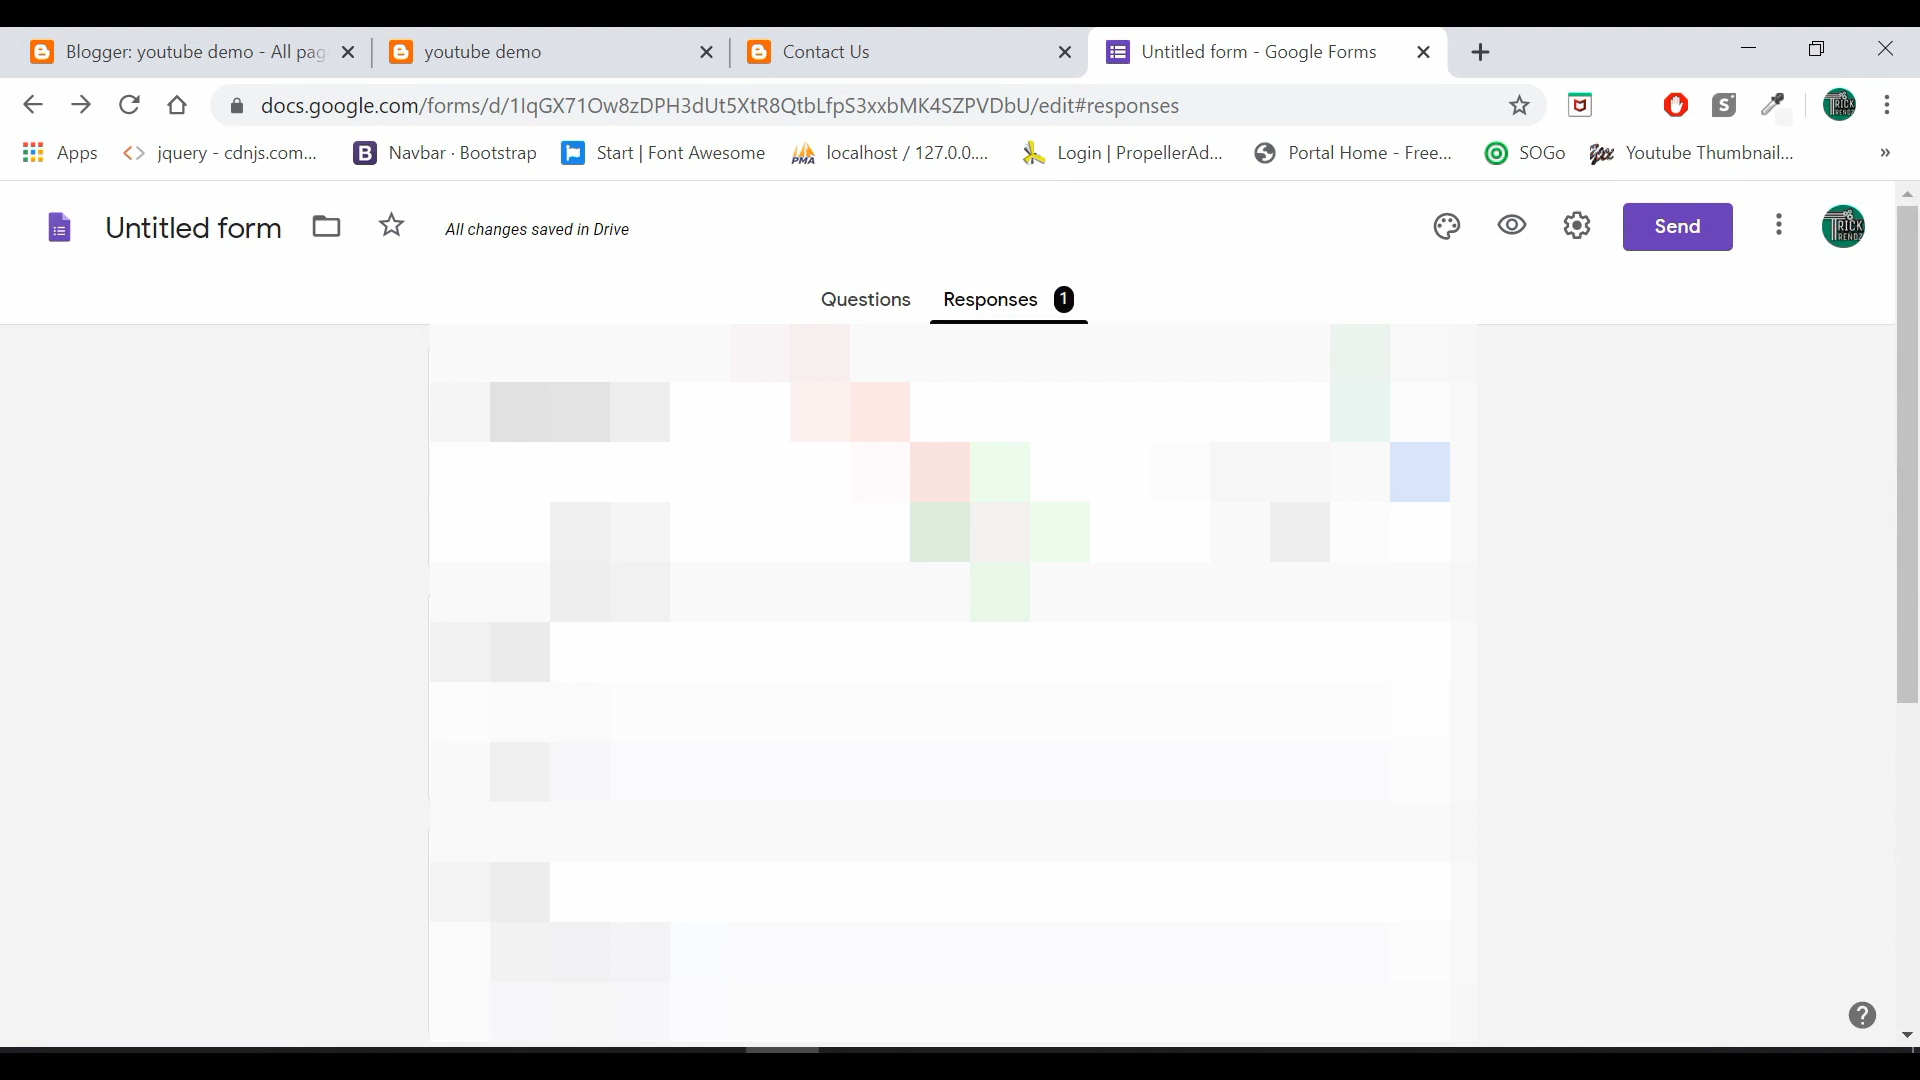 Blogger: youtube demo - All pag
youtube demo
Contact Us
Untitled form - Google Forms
docs.google.com/forms/d/1IqGX71Ow8zDPH3dUt5XtR8QtbLfpS3xxbMK4SZPVDbU/edit#responses
Apps
jquery - cdnjs.com...
Navbar · Bootstrap
Start | Font Awesome
localhost / 127.0.0....
Login | PropellerAd...
Portal Home - Free...
SOGo
Youtube Thumbnail...
»
Untitled form
All changes saved in Drive
Send
TRICK
TRENDZ
Questions
Responses 1